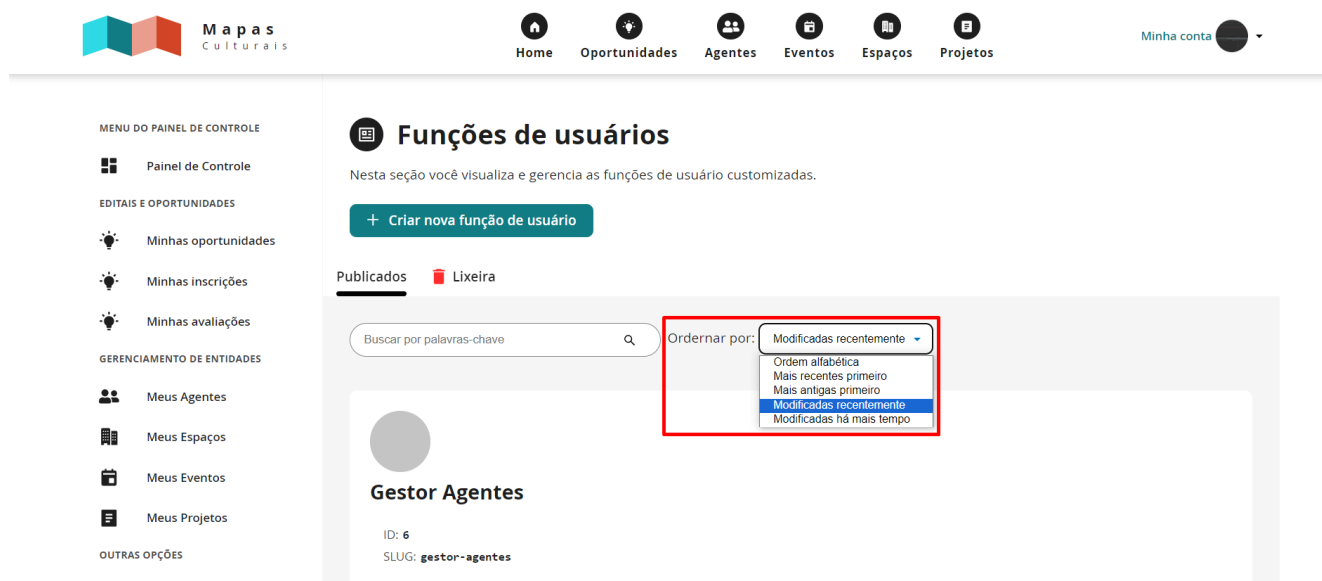 Mapas
Culturais
Home
Oportunidades
Agentes
Eventos
Espaços
Projetos
Minha conta
MENU DO PAINEL DE CONTROLE
Painel de Controle
EDITAIS E OPORTUNIDADES
Minhas oportunidades
Minhas inscrições
Minhas avaliações
GERENCIAMENTO DE ENTIDADES
Meus Agentes
Meus Espaços
Meus Eventos
Meus Projetos
OUTRAS OPÇÕES
Funções de usuários
Nesta seção você visualiza e gerencia as funções de usuário customizadas.
+ Criar nova função de usuário
Publicados
Lixeira
Buscar por palavras-chave
Ordernar por:
Modificadas recentemente
Ordem alfabética
Mais recentes primeiro
Mais antigas primeiro
Modificadas recentemente
Modificadas há mais tempo
Gestor Agentes
ID: 6
SLUG: gestor-agentes